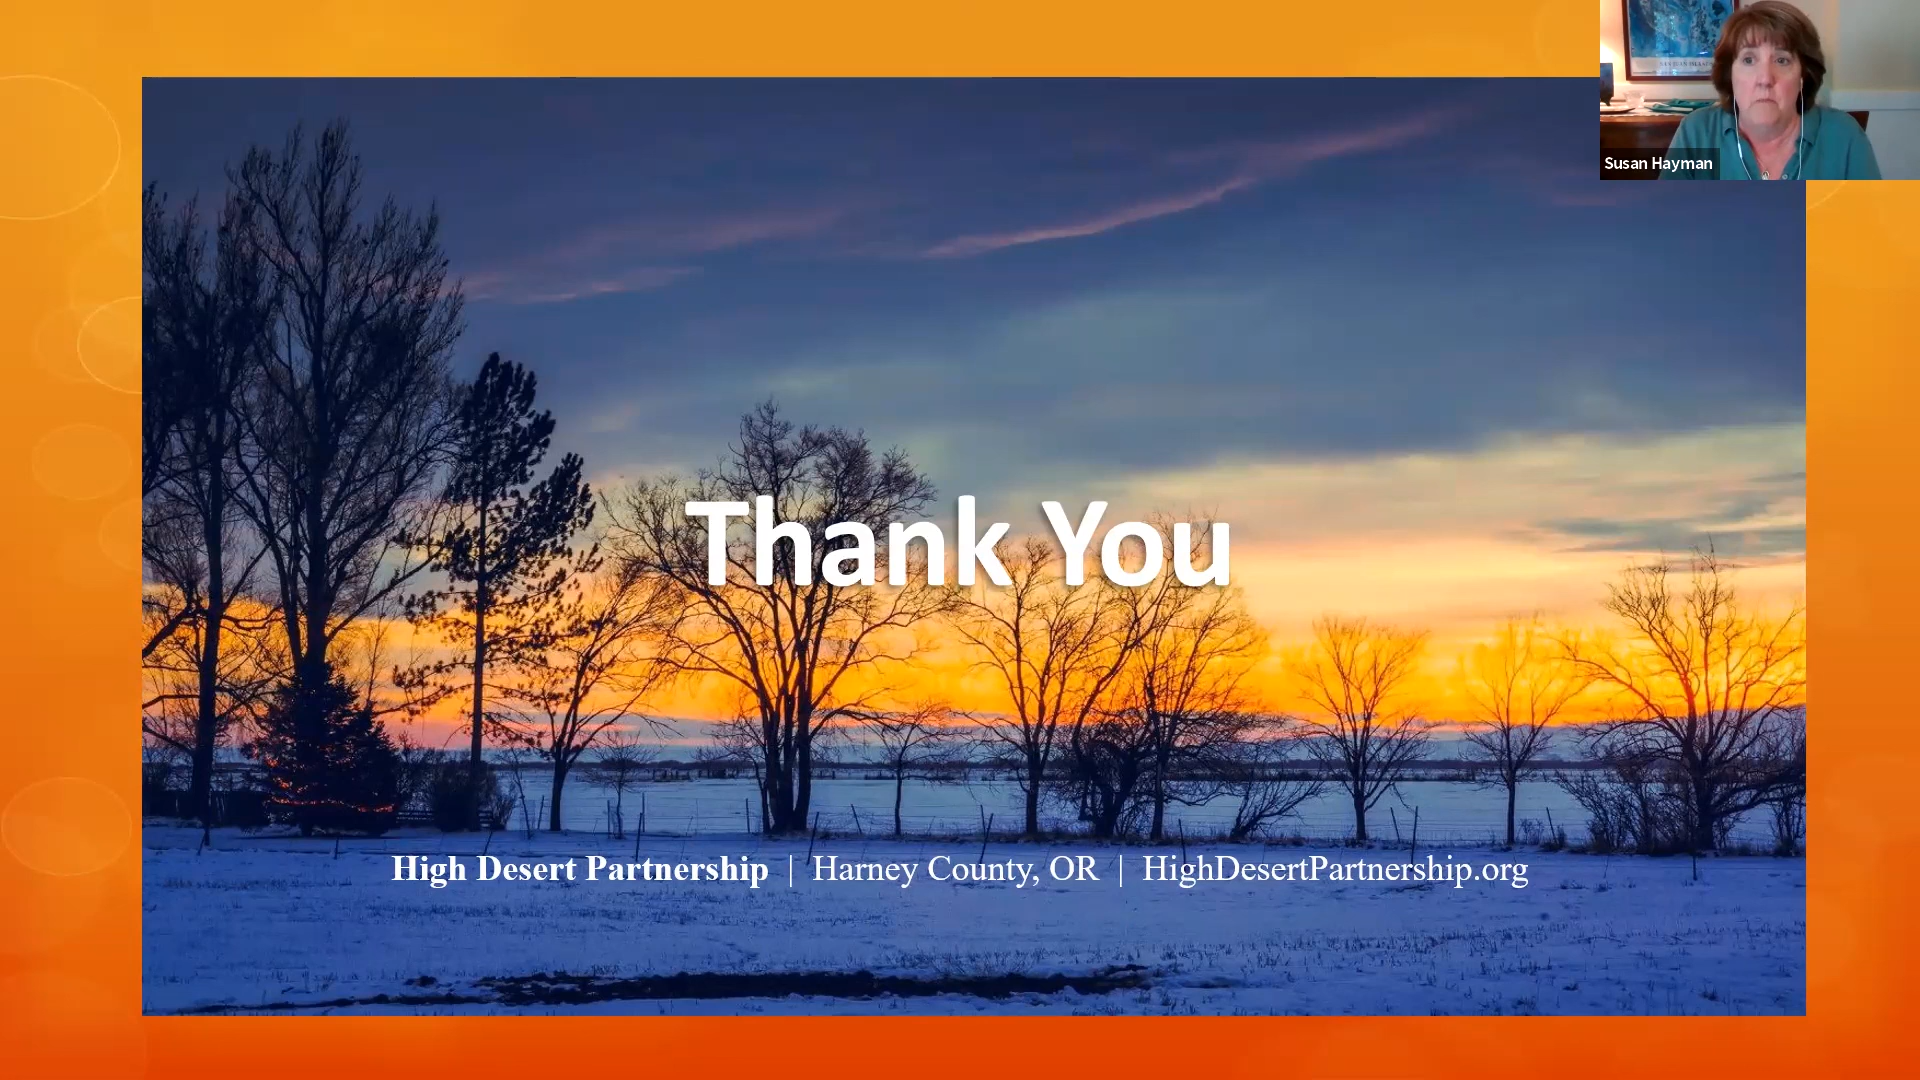 Susan Hayman
Thank You
High Desert Partnership | Harney County, OR | HighDesertPartnership.org